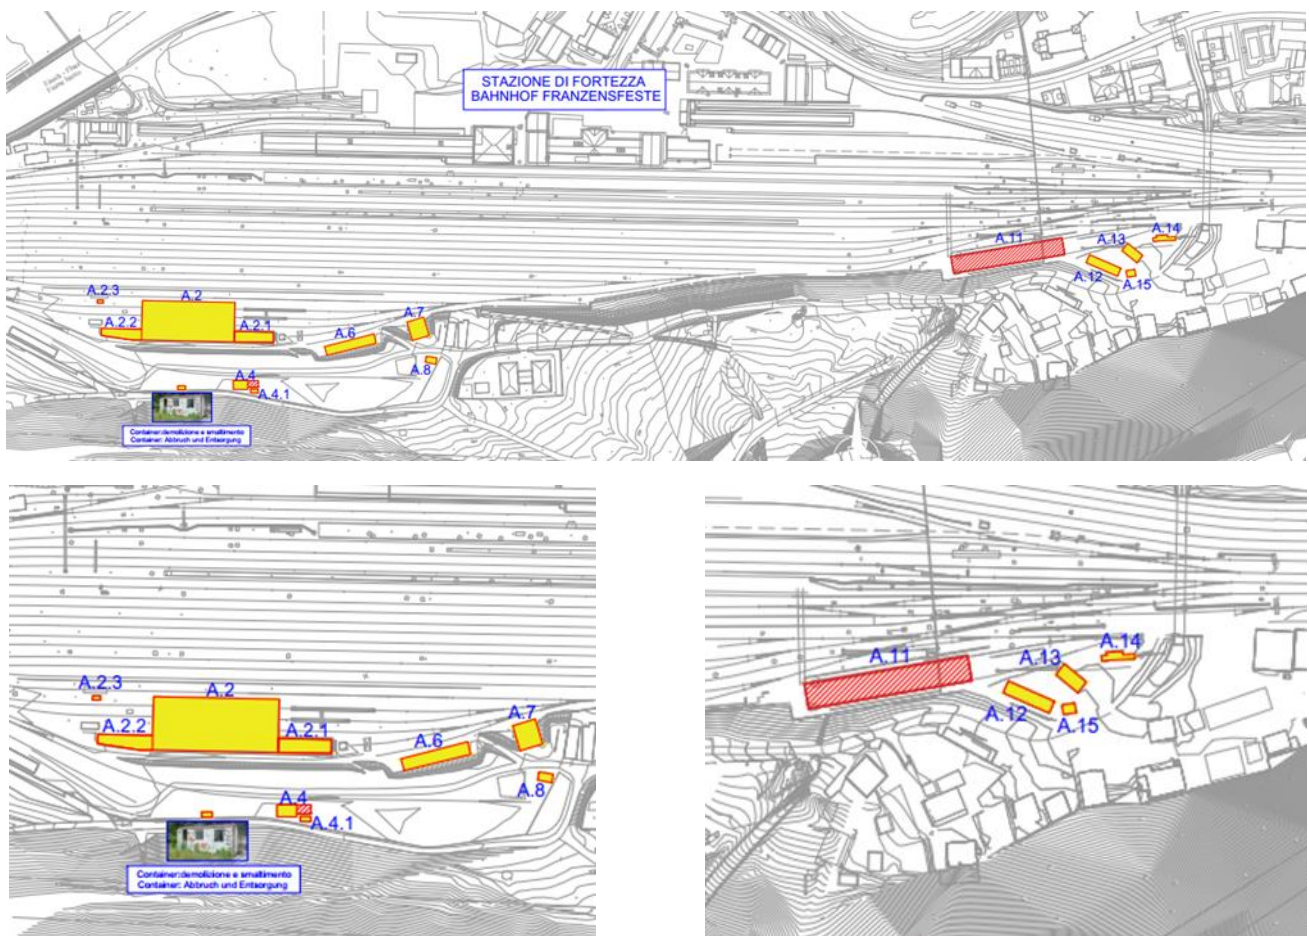 STAZIONE DI FORTEZZA
BAHNHOF FRANZENSFESTE
A.11
A.13
A.14
A.12
A.15
A.2.3
A.2
A.2.2
A.2.1
A.6
A.7
A.8
A.4
A.4.1
Container:demolizione e smaltimento
Container: Abbruch und Entsorgung
A.2.3
A.2
A.2.2
A.2.1
A.6
A.7
A.8
A.4
A.4.1
Container:demolizione e smaltimento
Container: Abbruch und Entsorgung
A.11
A.13
A.14
A.12
A.15